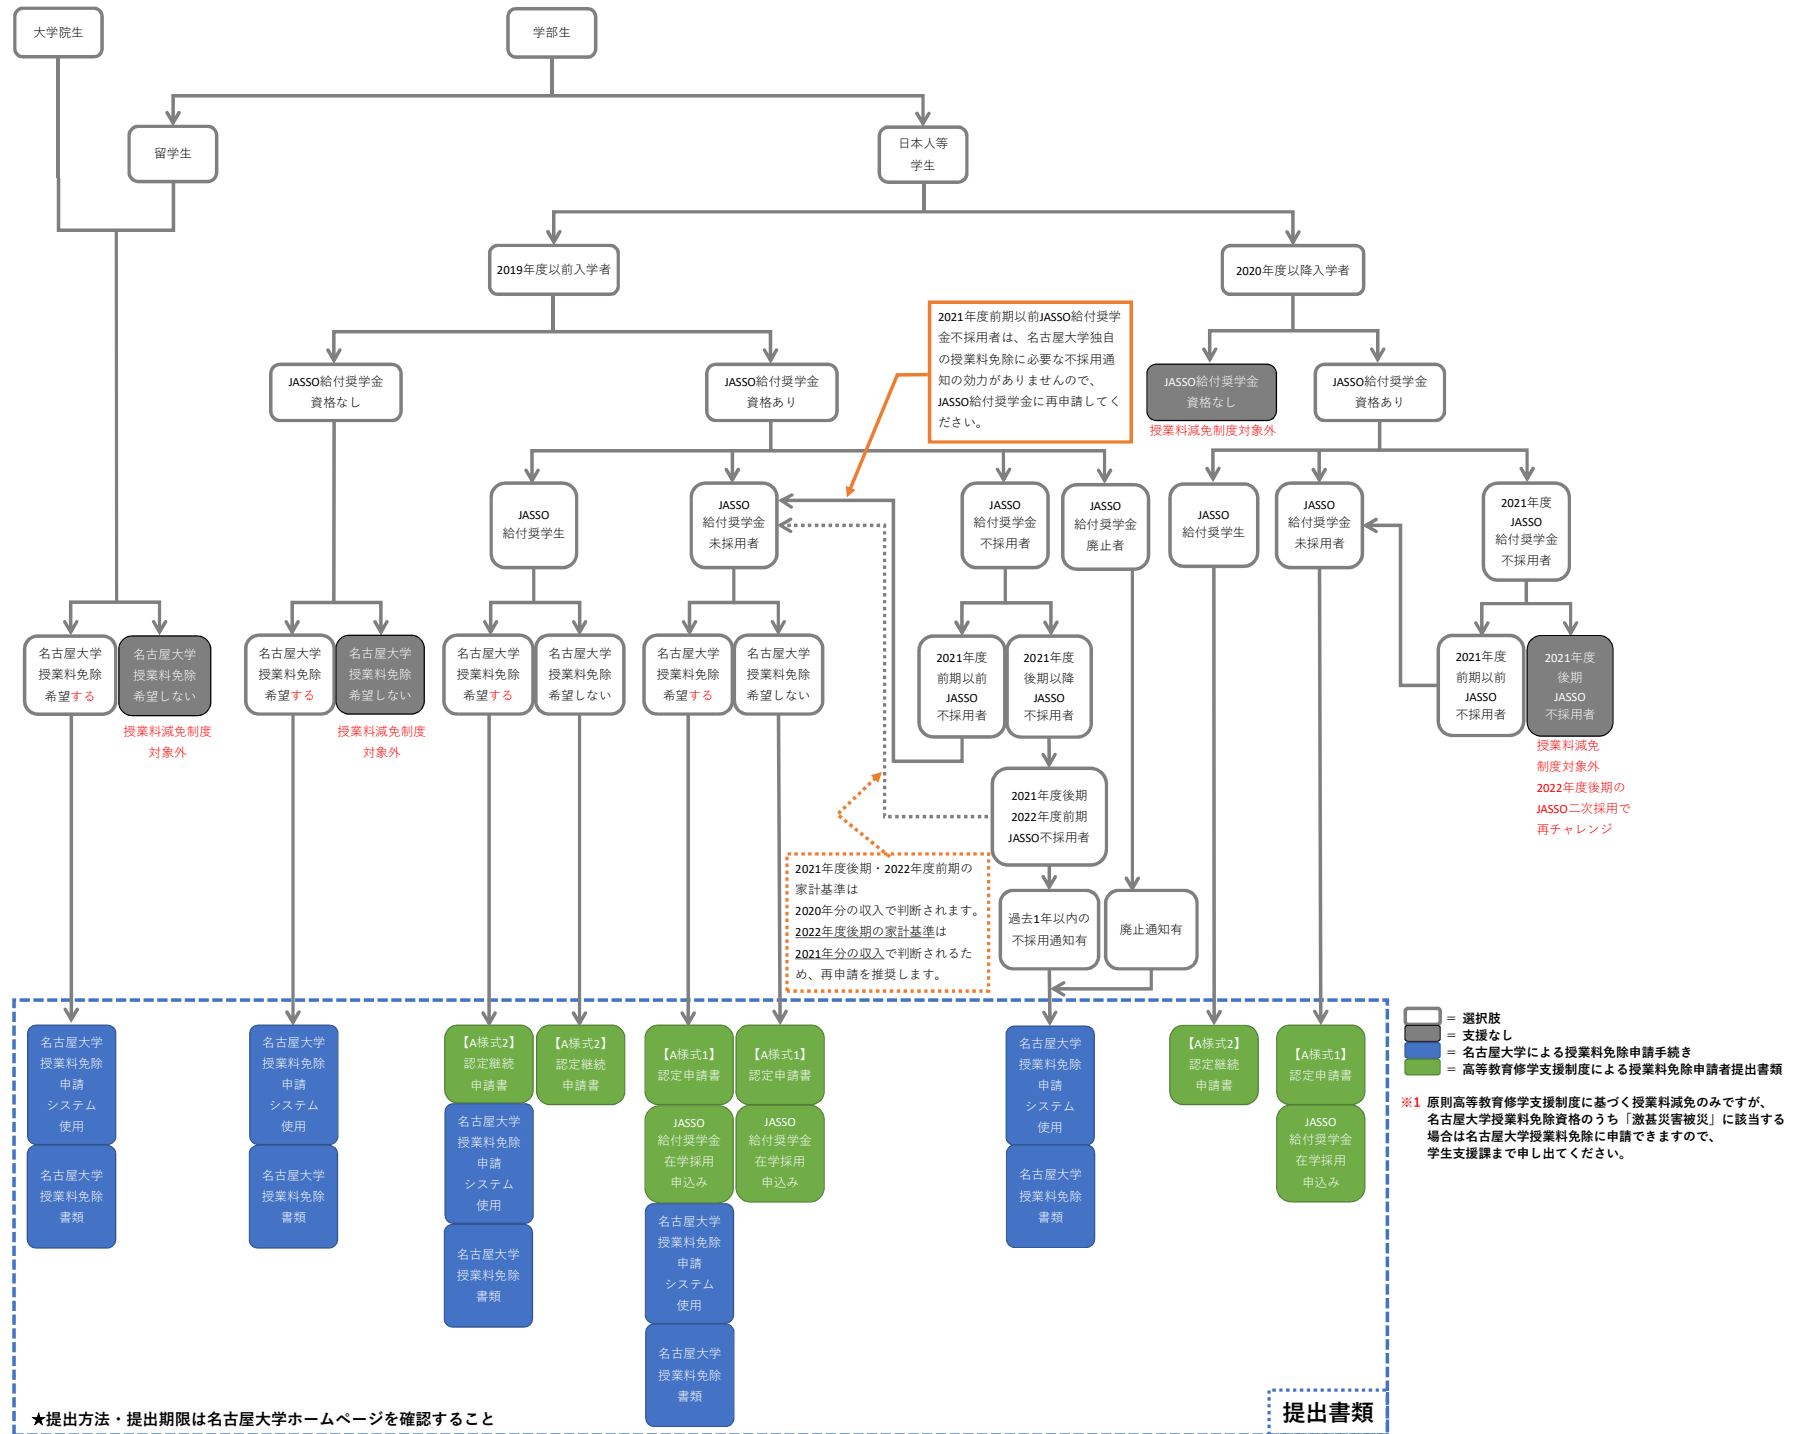 大学院生
学部生
留学生
日本人等
学生
2019年度以前入学者
2020年度以降入学者
2021年度前期以前JASSO給付奨学
金不採用者は、名古屋大学独自
の授業料免除に必要な不採用通
知の効力がありませんので、
JASSO給付奨学金に再申請してく
ださい。
JASSO給付奨学金
資格なし
JASSO給付奨学金
資格あり
JASSO給付奨学金
資格なし
授業料減免制度対象外
JASSO給付奨学金
資格あり
JASSO
給付奨学生
JASSO
給付奨学金
未採用者
JASSO
給付奨学金
不採用者
JASSO
給付奨学金
廃止者
JASSO
給付奨学生
JASSO
給付奨学金
未採用者
2021年度
JASSO
給付奨学金
不採用者
名古屋大学
授業料免除
希望する
名古屋大学
授業料免除
希望しない
授業料減免制度
対象外
名古屋大学
授業料免除
希望する
名古屋大学
授業料免除
希望しない
授業料減免制度
対象外
名古屋大学
授業料免除
希望する
名古屋大学
授業料免除
希望しない
名古屋大学
授業料免除
希望する
名古屋大学
授業料免除
希望しない
2021年度
前期以前
JASSO
不採用者
2021年度
後期以降
JASSO
不採用者
2021年度
前期以前
JASSO
不採用者
2021年度
後期
JASSO
不採用者
授業料減免
制度対象外
2022年度後期の
JASSO二次採用で
再チャレンジ
2021年度後期
2022年度前期
JASSO不採用者
2021年度後期・2022年度前期の
家計基準は
2020年分の収入で判断されます。
2022年度後期の家計基準は
2021年分の収入で判断されるた
め、再申請を推奨します。
過去1年以内の
不採用通知有
廃止通知有
名古屋大学
授業料免除
申請
システム
使用
名古屋大学
授業料免除
書類
名古屋大学
授業料免除
申請
システム
使用
名古屋大学
授業料免除
書類
【A様式2】
認定継続
申請書
名古屋大学
授業料免除
申請
システム
使用
名古屋大学
授業料免除
書類
【A様式2】
認定継続
申請書
【A様式1】
認定申請書
JASSO
給付奨学金
在学採用
申込み
名古屋大学
授業料免除
申請
システム
使用
名古屋大学
授業料免除
書類
【A様式1】
認定申請書
JASSO
給付奨学金
在学採用
申込み
名古屋大学
授業料免除
申請
システム
使用
名古屋大学
授業料免除
書類
【A様式2】
認定継続
申請書
【A様式1】
認定申請書
JASSO
給付奨学金
在学採用
申込み
= 選択肢
= 支援なし
= 名古屋大学による授業料免除申請手続き
= 高等教育修学支援制度による授業料免除申請者提出書類
※1 原則高等教育修学支援制度に基づく授業料減免のみですが、
名古屋大学授業料免除資格のうち「激甚災害被災」に該当する
場合は名古屋大学授業料免除に申請できますので、
学生支援課まで申し出てください。
★提出方法・提出期限は名古屋大学ホームページを確認すること
提出書類